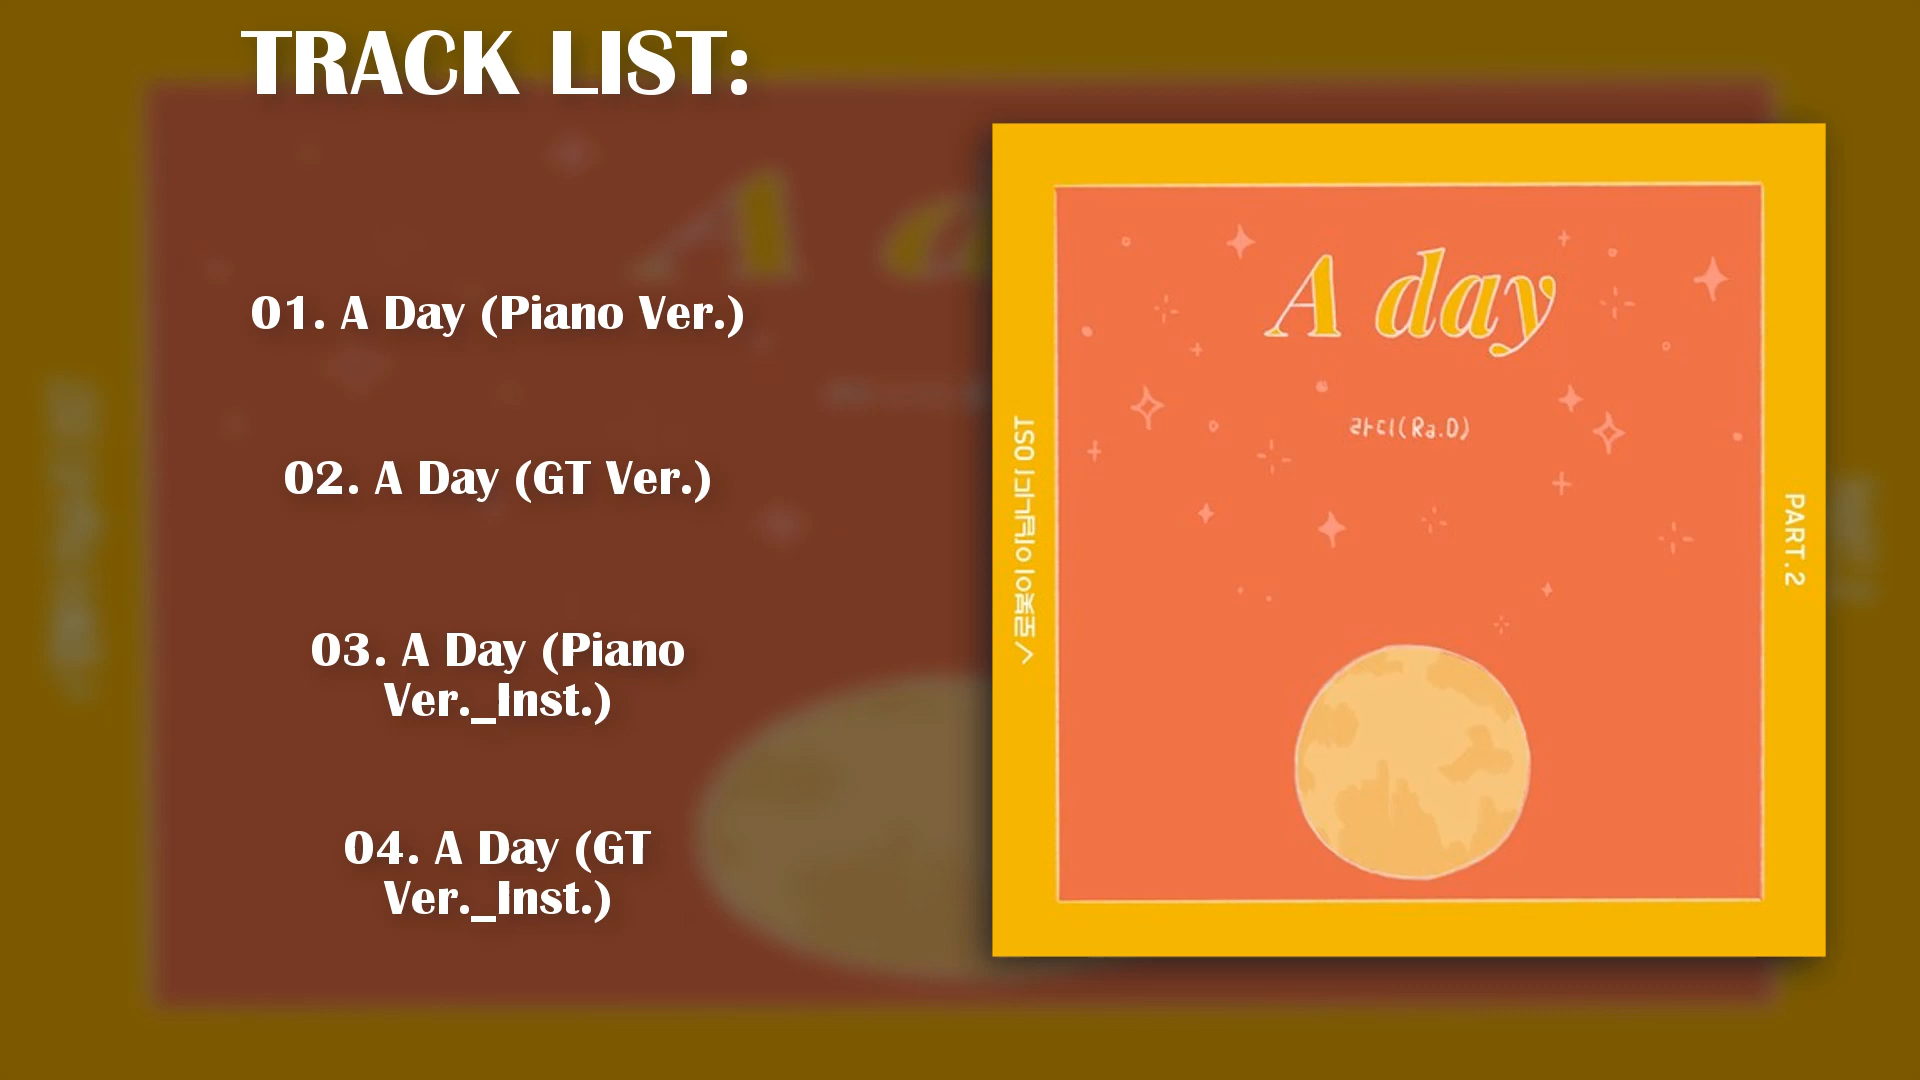 TRACK LIST:
01. A Day (Piano Ver.)
02. A Day (GT Ver.)
03. A Day (Piano
Ver._Inst.)
04. A Day (GT
Ver._Inst.)
A day
라디(Ra.D)
로봇이 아닙니다 OST
PART.2